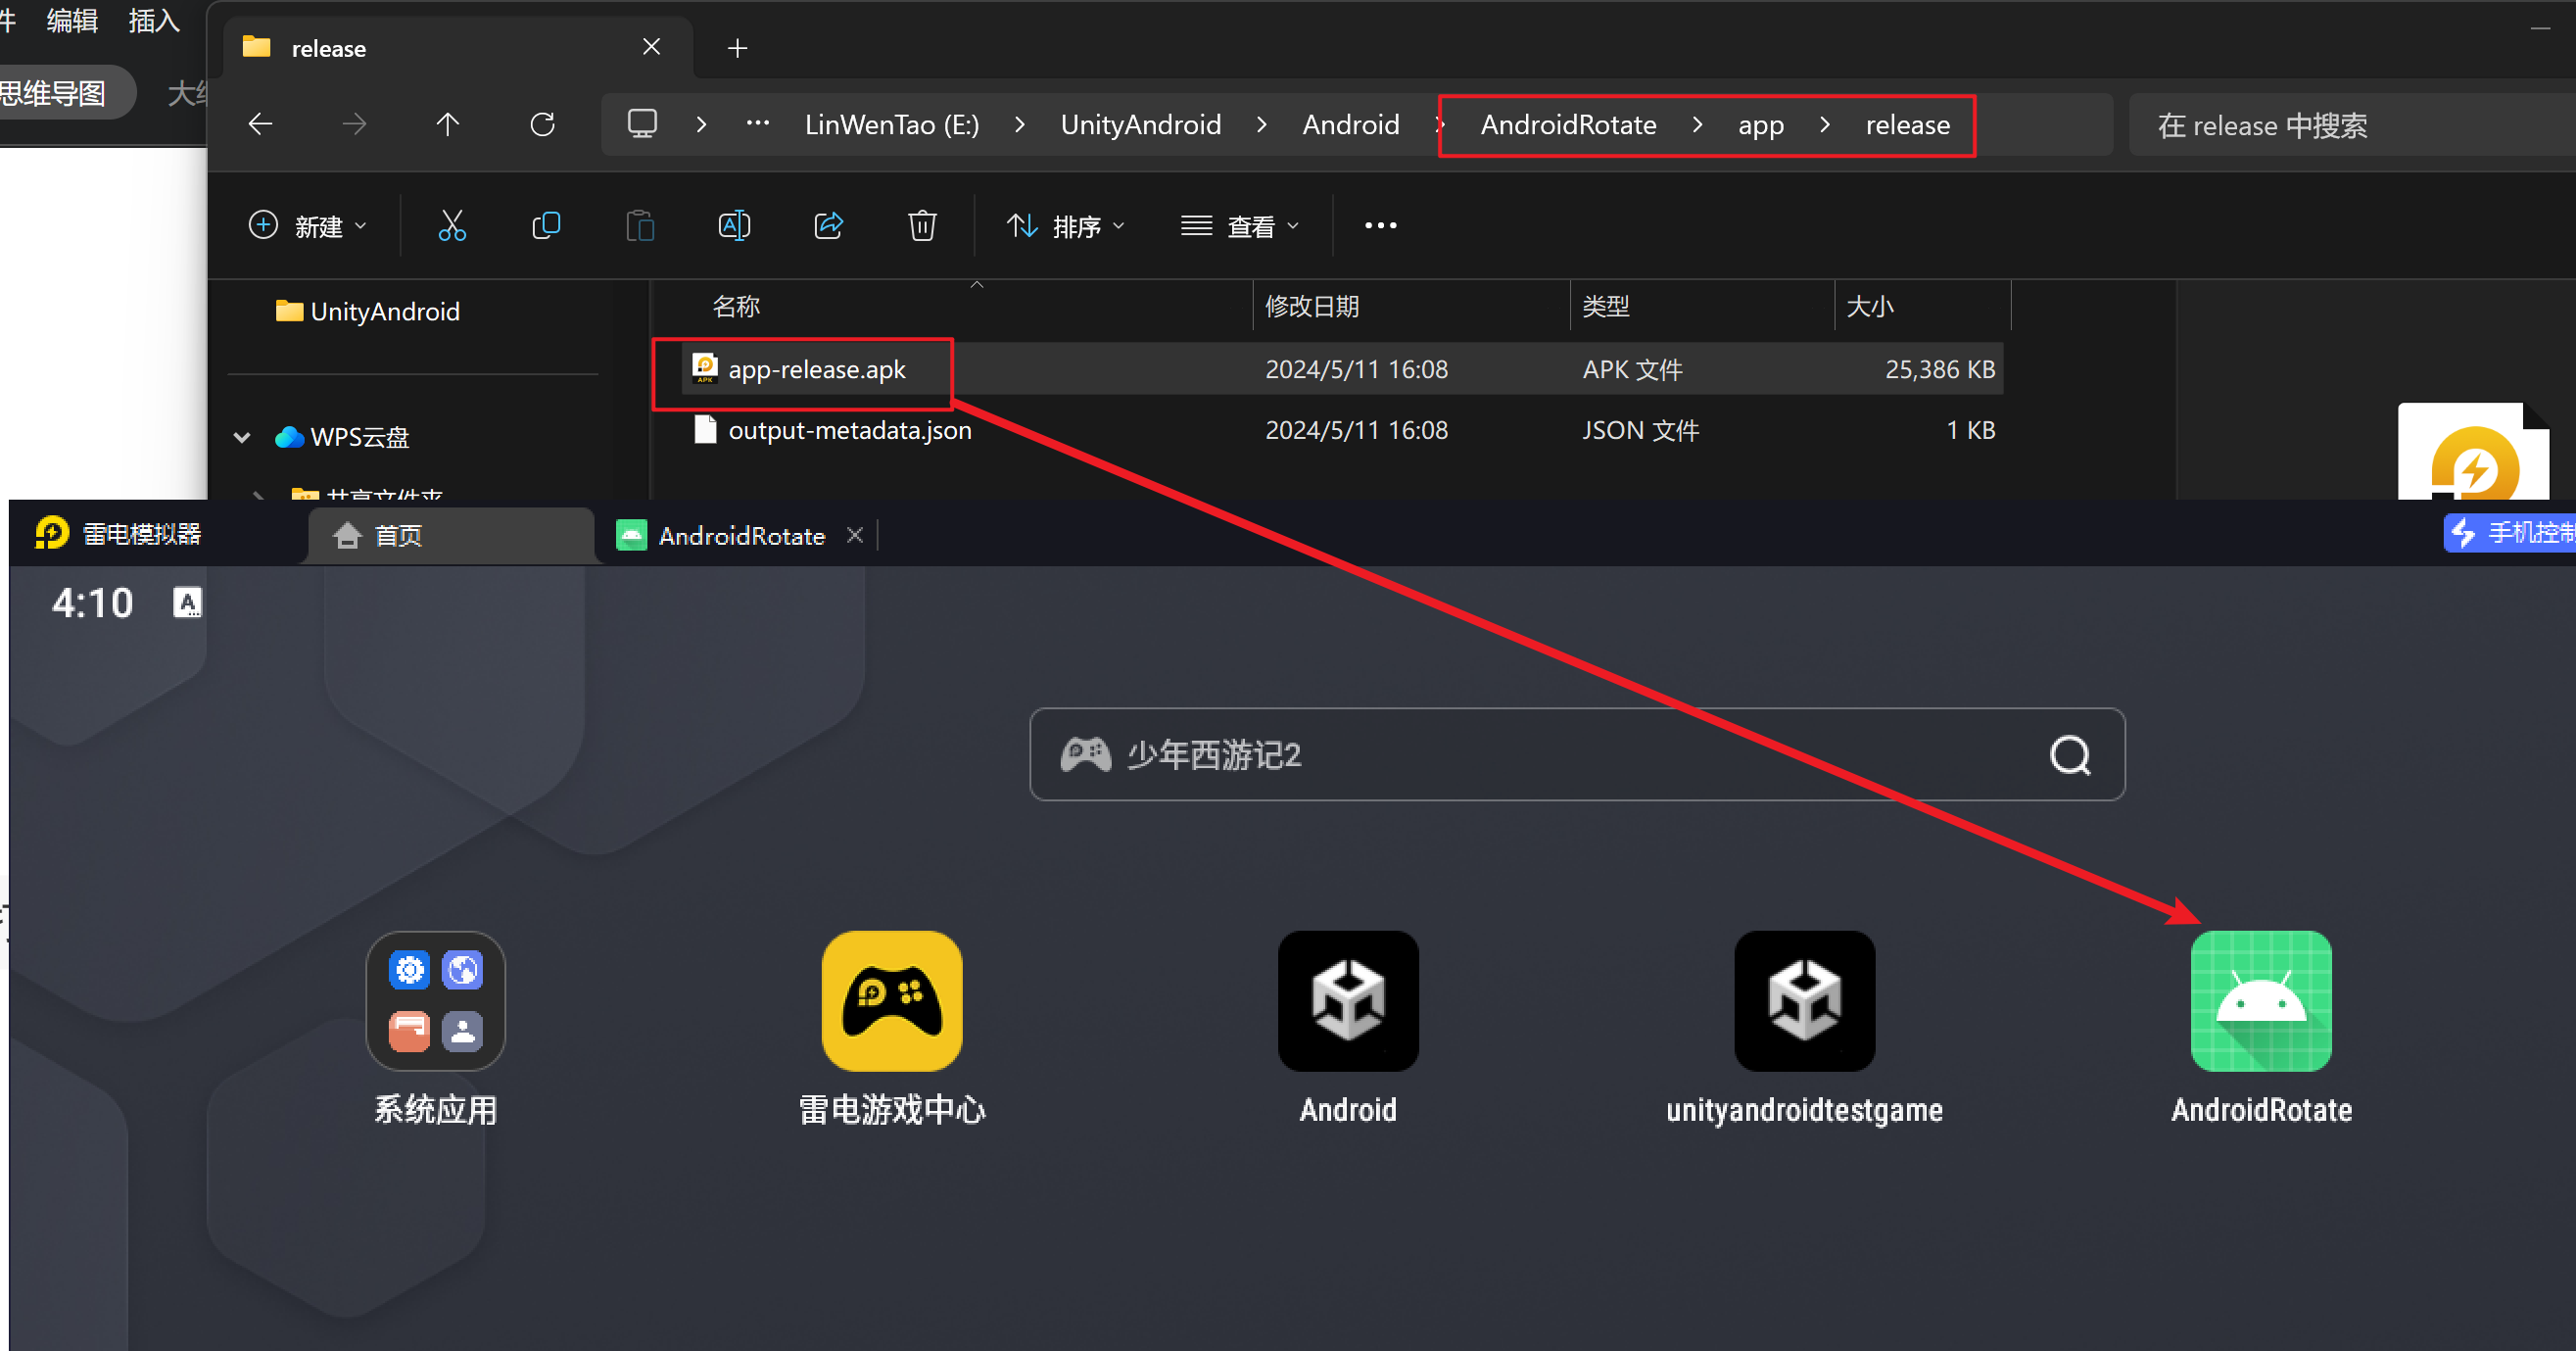 件 编辑 插入
release
思维导图 大纲
LinWenTao (E:) UnityAndroid Android AndroidRotate app release
在 release 中搜索
新建 排序 查看
UnityAndroid
WPS云盘
共享文件夹
名称 修改日期 类型 大小
app-release.apk 2024/5/11 16:08 APK 文件 25,386 KB
output-metadata.json 2024/5/11 16:08 JSON 文件 1 KB
雷电模拟器 首页 AndroidRotate 手机控制
4:10 A
少年西游记2
系统应用 雷电游戏中心 Android unityandroidtestgame AndroidRotate